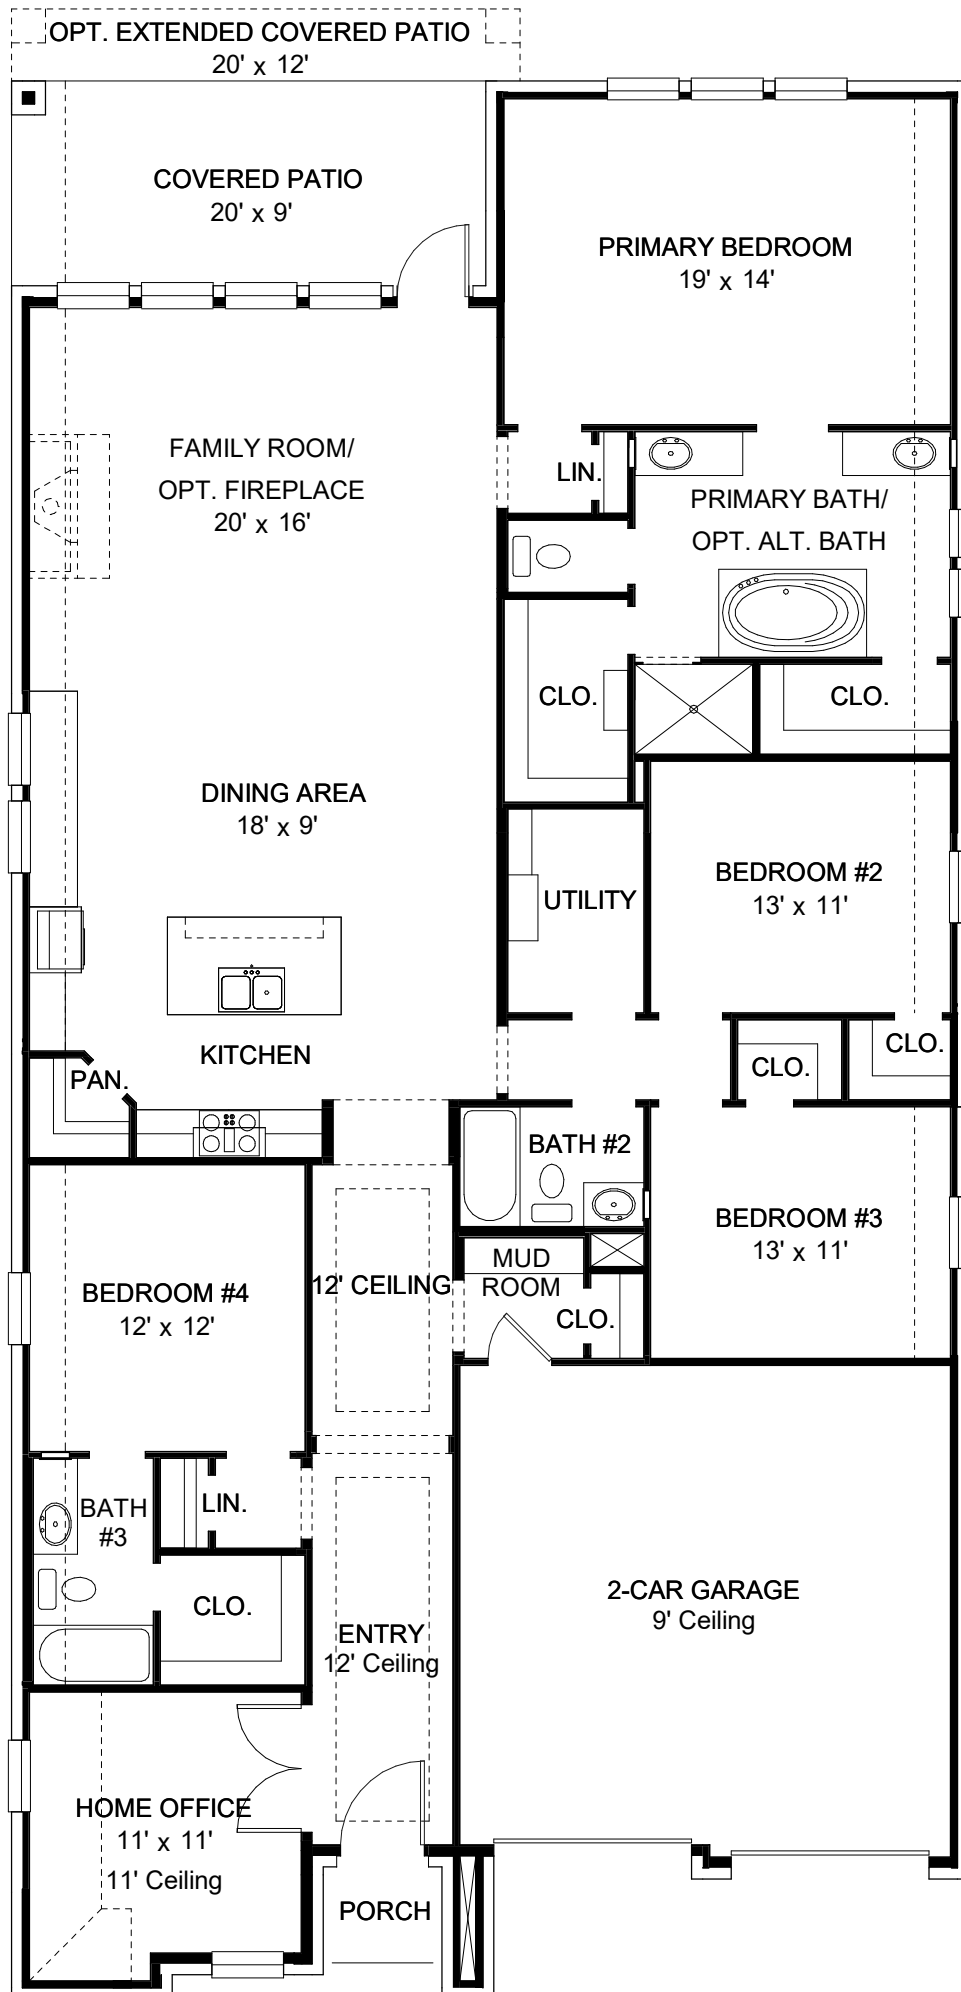 OPT. EXTENDED COVERED PATIO
20' x 12'
COVERED PATIO
20' x 9'
PRIMARY BEDROOM
19' x 14'
FAMILY ROOM/
OPT. FIREPLACE
20' x 16'
LIN.
PRIMARY BATH/
OPT. ALT. BATH
CLO.
CLO.
DINING AREA
18' x 9'
UTILITY
BEDROOM #2
13' x 11'
KITCHEN
PAN.
CLO.
CLO.
BATH #2
BEDROOM #3
13' x 11'
MUD
ROOM
CLO.
12' CEILING
BEDROOM #4
12' x 12'
BATH
#3
LIN.
CLO.
ENTRY
12' Ceiling
2-CAR GARAGE
9' Ceiling
HOME OFFICE
11' x 11'
11' Ceiling
PORCH